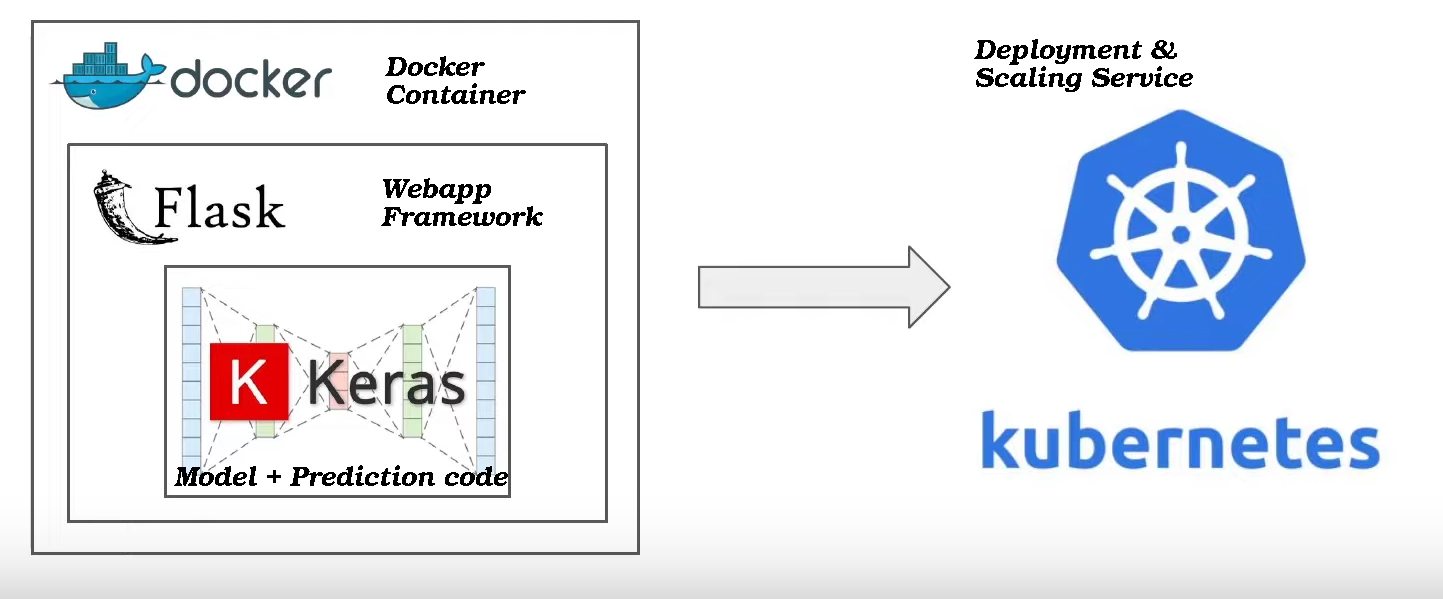 docker
Docker
Container
Flask
Webapp
Framework
K Keras
Model + Prediction code
Deployment &
Scaling Service
kubernetes